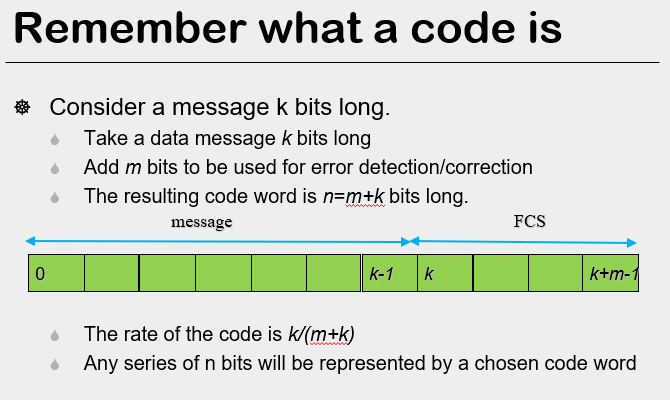 Remember what a code is
Consider a message k bits long.
Take a data message k bits long
Add m bits to be used for error detection/correction
The resulting code word is n=m+k bits long.
message FCS
0 k-1 k k+m-1
The rate of the code is k/(m+k)
Any series of n bits will be represented by a chosen code word